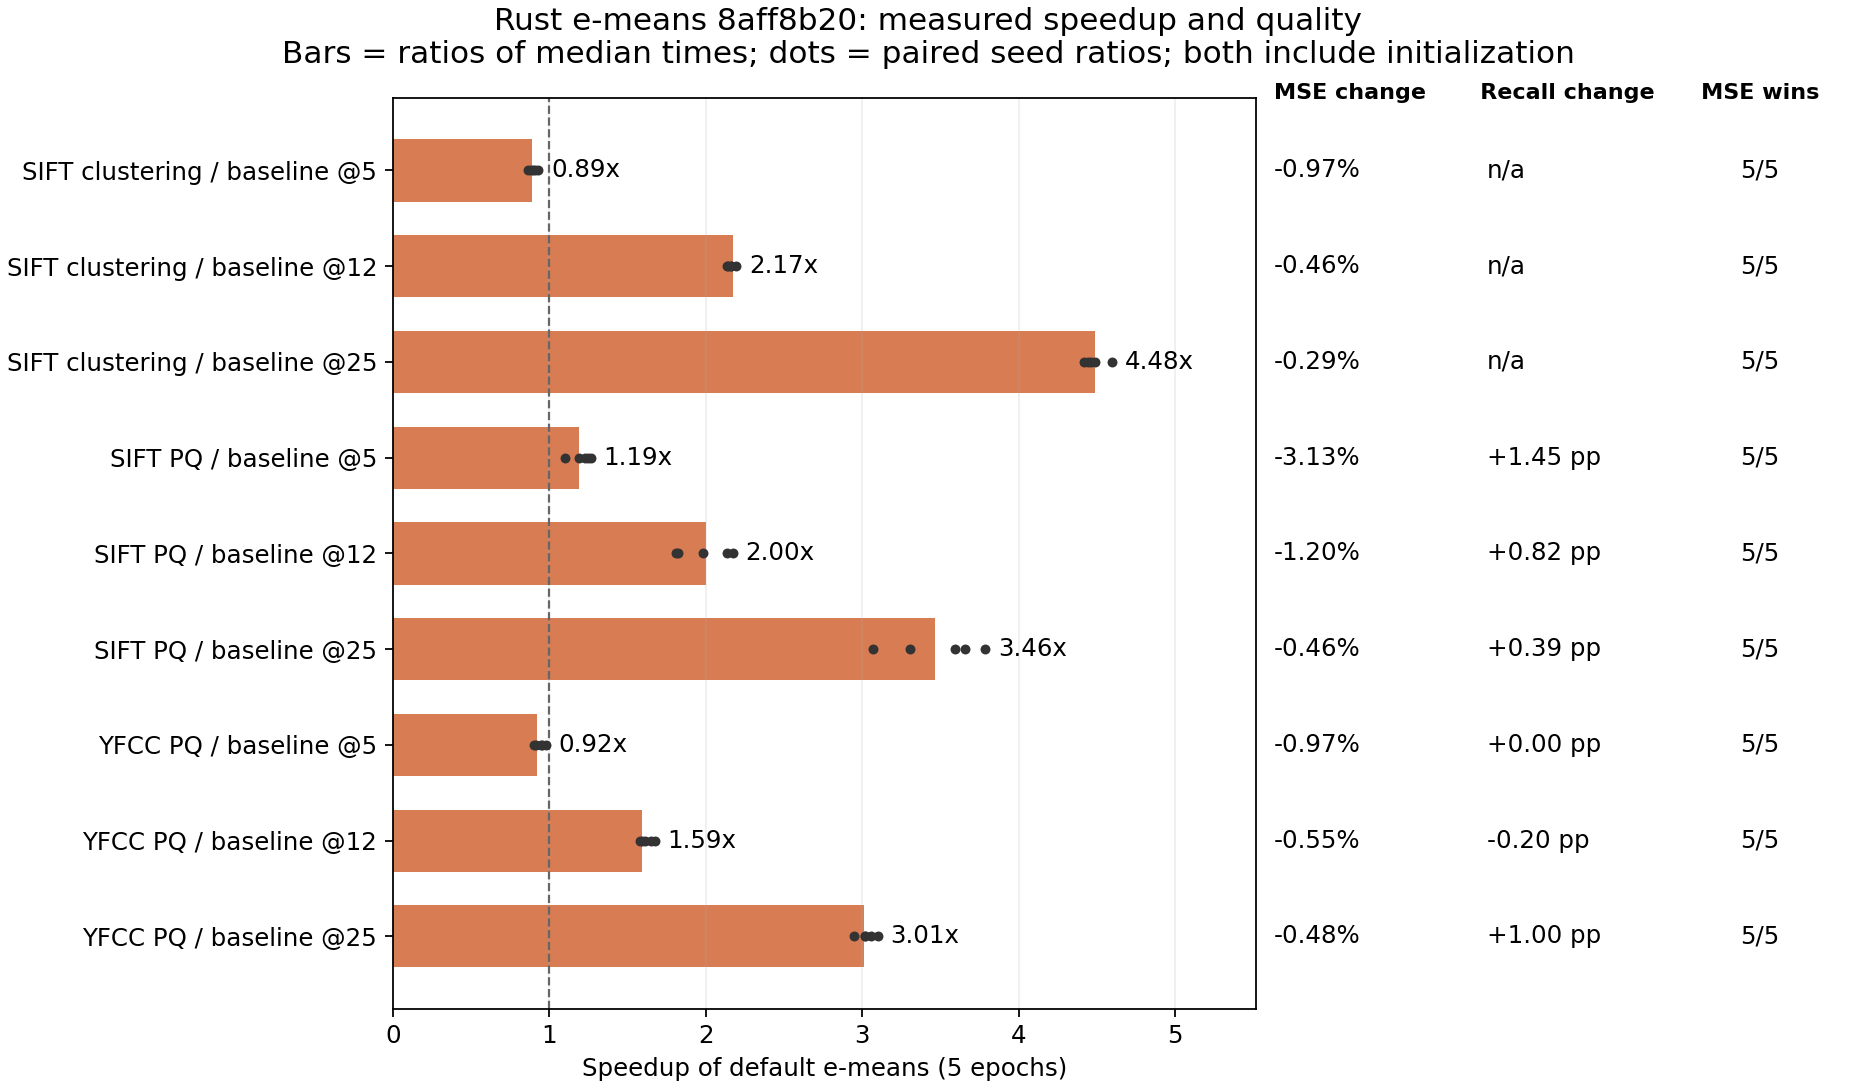 Rust e-means 8aff8b20: measured speedup and quality
Bars = ratios of median times; dots = paired seed ratios; both include initialization
MSE change Recall change MSE wins
SIFT clustering / baseline @5 0.89x -0.97% n/a 5/5
SIFT clustering / baseline @12 2.17x -0.46% n/a 5/5
SIFT clustering / baseline @25 4.48x -0.29% n/a 5/5
SIFT PQ / baseline @5 1.19x -3.13% +1.45 pp 5/5
SIFT PQ / baseline @12 2.00x -1.20% +0.82 pp 5/5
SIFT PQ / baseline @25 3.46x -0.46% +0.39 pp 5/5
YFCC PQ / baseline @5 0.92x -0.97% +0.00 pp 5/5
YFCC PQ / baseline @12 1.59x -0.55% -0.20 pp 5/5
YFCC PQ / baseline @25 3.01x -0.48% +1.00 pp 5/5
0 1 2 3 4 5
Speedup of default e-means (5 epochs)